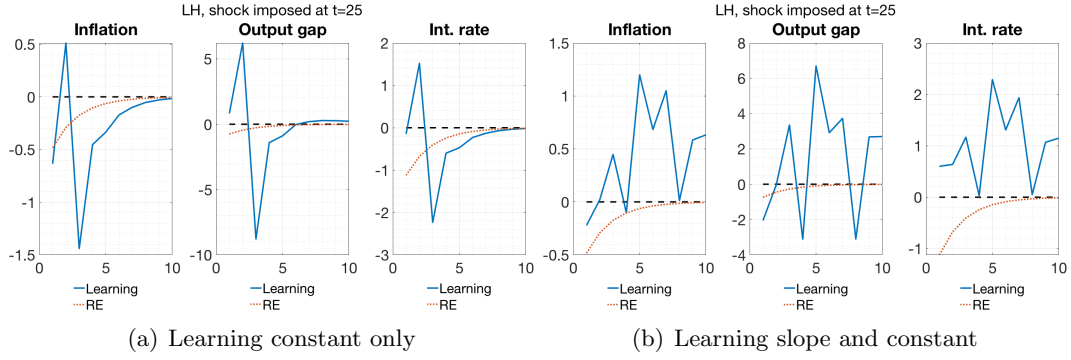 LH, shock imposed at t=25
Inflation
Output gap
Int. rate
0.5
0
-0.5
-1
-1.5
0
5
10
5
0
-5
-10
0
5
10
2
1
0
-1
-2
-3
0
5
10
Learning
RE
Learning
RE
Learning
RE
(a) Learning constant only
LH, shock imposed at t=25
Inflation
Output gap
Int. rate
1.5
1
0.5
0
-0.5
0
5
10
8
6
4
2
0
-2
-4
0
5
10
3
2
1
0
-1
0
5
10
Learning
RE
Learning
RE
Learning
RE
(b) Learning slope and constant